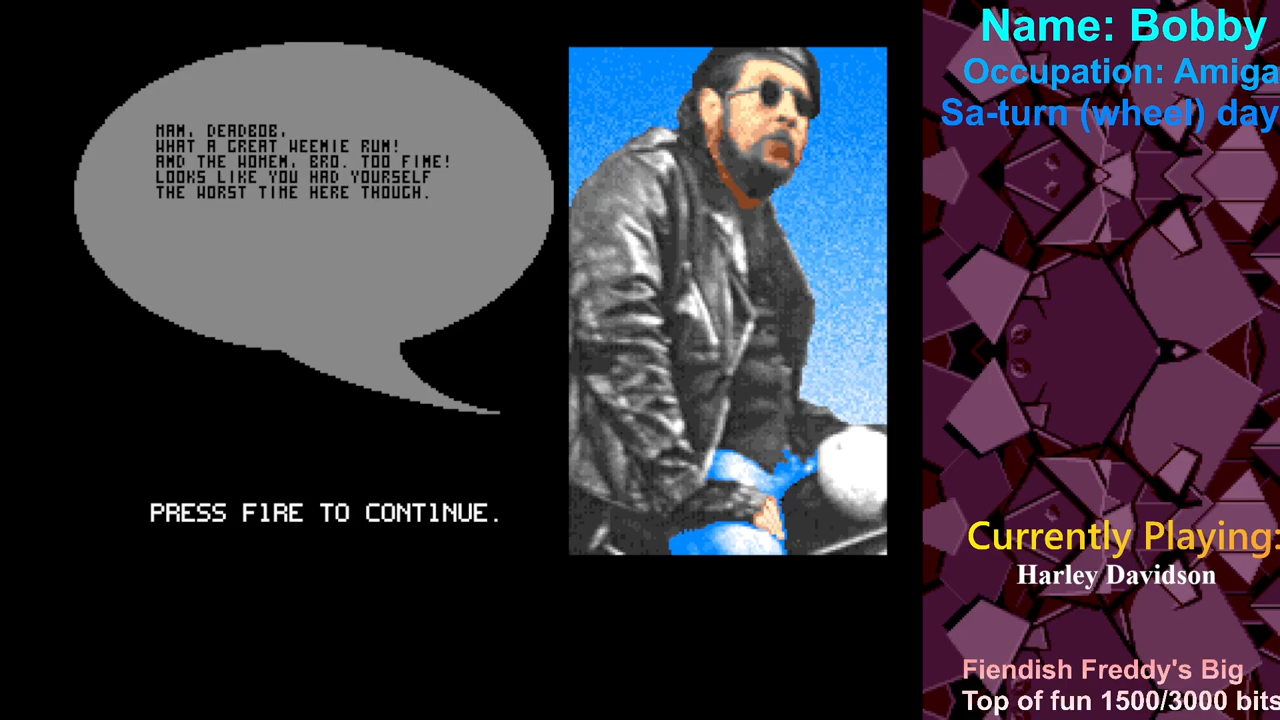 MAN, DEADBOB,
WHAT A GREAT WEENIE RUN!
AND THE WOMEN, BRO. TOO FINE!
LOOKS LIKE YOU HAD YOURSELF
THE WORST TIME HERE THOUGH.
PRESS FIRE TO CONTINUE.
Name: Bobby
Occupation: Amiga
Sa-turn (wheel) day
Currently Playing:
Harley Davidson
Fiendish Freddy's Big
Top of fun 1500/3000 bits